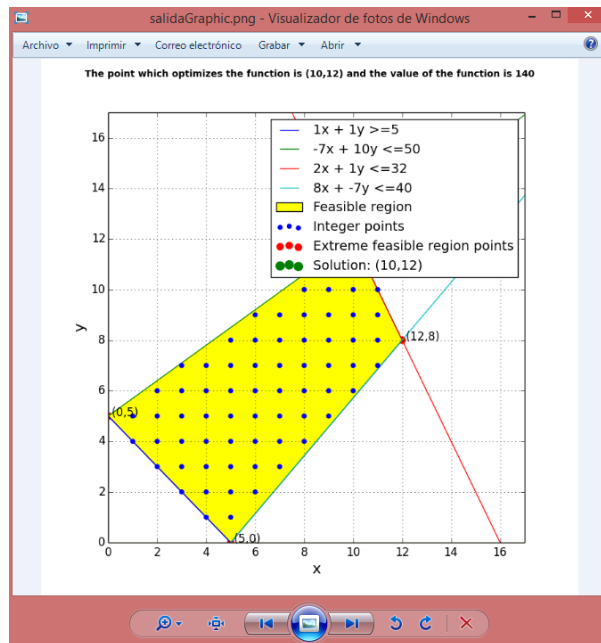 salidaGraphic.png - Visualizador de fotos de Windows
Archivo Imprimir Correo electrónico Grabar Abrir
The point which optimizes the function is (10,12) and the value of the function is 140
1x + 1y >=5
-7x + 10y <=50
2x + 1y <=32
8x + -7y <=40
Feasible region
Integer points
Extreme feasible region points
Solution: (10,12)
16
14
12
10
8
6
4
2
0
y
(12,8)
(0,5)
(5,0)
0 2 4 6 8 10 12 14 16
x